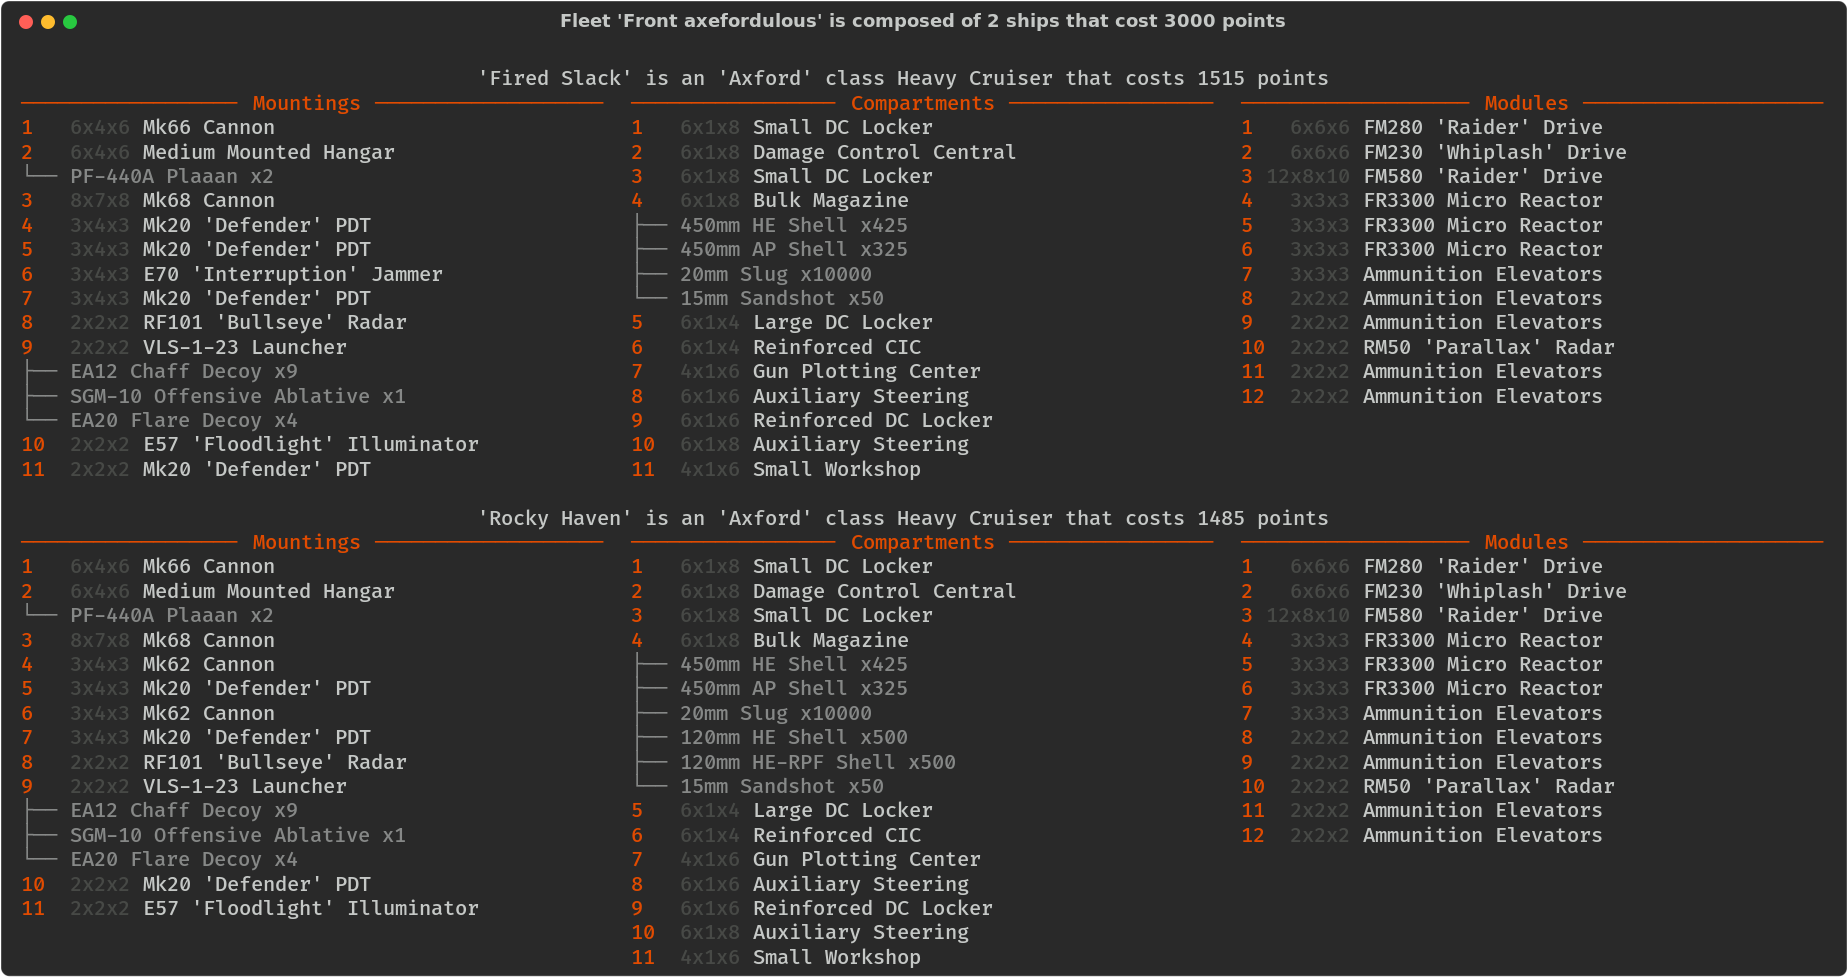 Fleet 'Front axefordulous' is composed of 2 ships that cost 3000 points
'Fired Slack' is an 'Axford' class Heavy Cruiser that costs 1515 points
Mountings
1 6x4x6 Mk66 Cannon
2 6x4x6 Medium Mounted Hangar
PF-440A Plaaan x2
3 8x7x8 Mk68 Cannon
4 3x4x3 Mk20 'Defender' PDT
5 3x4x3 Mk20 'Defender' PDT
6 3x4x3 E70 'Interruption' Jammer
7 3x4x3 Mk20 'Defender' PDT
8 2x2x2 RF101 'Bullseye' Radar
9 2x2x2 VLS-1-23 Launcher
EA12 Chaff Decoy x9
SGM-10 Offensive Ablative x1
EA20 Flare Decoy x4
10 2x2x2 E57 'Floodlight' Illuminator
11 2x2x2 Mk20 'Defender' PDT
Compartments
1 6x1x8 Small DC Locker
2 6x1x8 Damage Control Central
3 6x1x8 Small DC Locker
4 6x1x8 Bulk Magazine
450mm HE Shell x425
450mm AP Shell x325
20mm Slug x10000
15mm Sandshot x50
5 6x1x4 Large DC Locker
6 6x1x4 Reinforced CIC
7 4x1x6 Gun Plotting Center
8 6x1x6 Auxiliary Steering
9 6x1x6 Reinforced DC Locker
10 6x1x8 Auxiliary Steering
11 4x1x6 Small Workshop
Modules
1 6x6x6 FM280 'Raider' Drive
2 6x6x6 FM230 'Whiplash' Drive
3 12x8x10 FM580 'Raider' Drive
4 3x3x3 FR3300 Micro Reactor
5 3x3x3 FR3300 Micro Reactor
6 3x3x3 FR3300 Micro Reactor
7 3x3x3 Ammunition Elevators
8 2x2x2 Ammunition Elevators
9 2x2x2 Ammunition Elevators
10 2x2x2 RM50 'Parallax' Radar
11 2x2x2 Ammunition Elevators
12 2x2x2 Ammunition Elevators
'Rocky Haven' is an 'Axford' class Heavy Cruiser that costs 1485 points
Mountings
1 6x4x6 Mk66 Cannon
2 6x4x6 Medium Mounted Hangar
PF-440A Plaaan x2
3 8x7x8 Mk68 Cannon
4 3x4x3 Mk62 Cannon
5 3x4x3 Mk20 'Defender' PDT
6 3x4x3 Mk62 Cannon
7 3x4x3 Mk20 'Defender' PDT
8 2x2x2 RF101 'Bullseye' Radar
9 2x2x2 VLS-1-23 Launcher
EA12 Chaff Decoy x9
SGM-10 Offensive Ablative x1
EA20 Flare Decoy x4
10 2x2x2 Mk20 'Defender' PDT
11 2x2x2 E57 'Floodlight' Illuminator
Compartments
1 6x1x8 Small DC Locker
2 6x1x8 Damage Control Central
3 6x1x8 Small DC Locker
4 6x1x8 Bulk Magazine
450mm HE Shell x425
450mm AP Shell x325
20mm Slug x10000
120mm HE Shell x500
120mm HE-RPF Shell x500
15mm Sandshot x50
5 6x1x4 Large DC Locker
6 6x1x4 Reinforced CIC
7 4x1x6 Gun Plotting Center
8 6x1x6 Auxiliary Steering
9 6x1x6 Reinforced DC Locker
10 6x1x8 Auxiliary Steering
11 4x1x6 Small Workshop
Modules
1 6x6x6 FM280 'Raider' Drive
2 6x6x6 FM230 'Whiplash' Drive
3 12x8x10 FM580 'Raider' Drive
4 3x3x3 FR3300 Micro Reactor
5 3x3x3 FR3300 Micro Reactor
6 3x3x3 FR3300 Micro Reactor
7 3x3x3 Ammunition Elevators
8 2x2x2 Ammunition Elevators
9 2x2x2 Ammunition Elevators
10 2x2x2 RM50 'Parallax' Radar
11 2x2x2 Ammunition Elevators
12 2x2x2 Ammunition Elevators